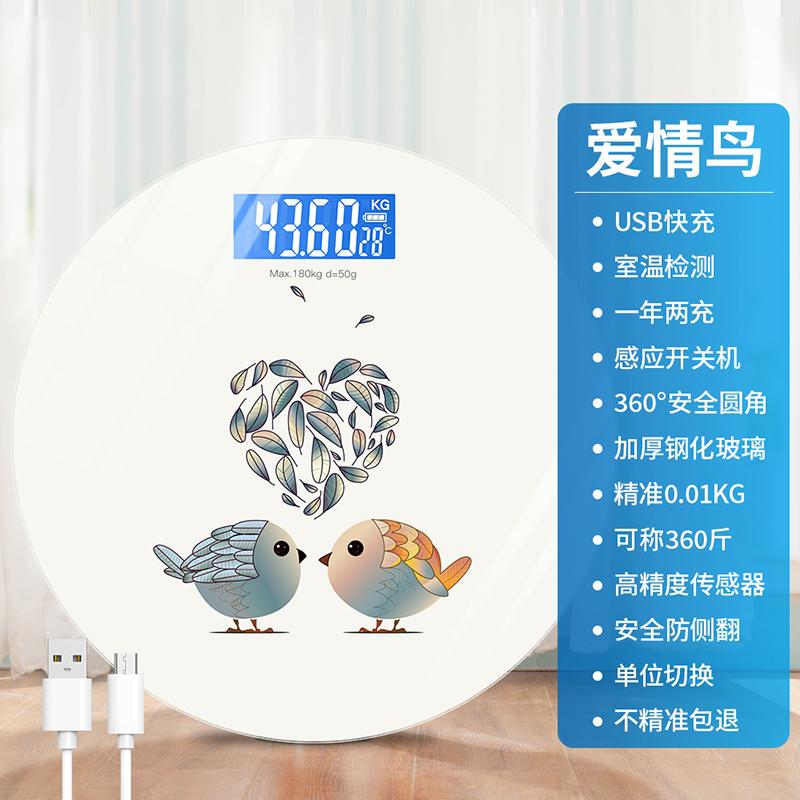 43.60 KG
28°C
Max.180kg d=50g
爱情鸟
USB快充
室温检测
一年两充
感应开关机
360°安全圆角
加厚钢化玻璃
精准0.01KG
可称360斤
高精度传感器
安全防侧翻
单位切换
不精准包退